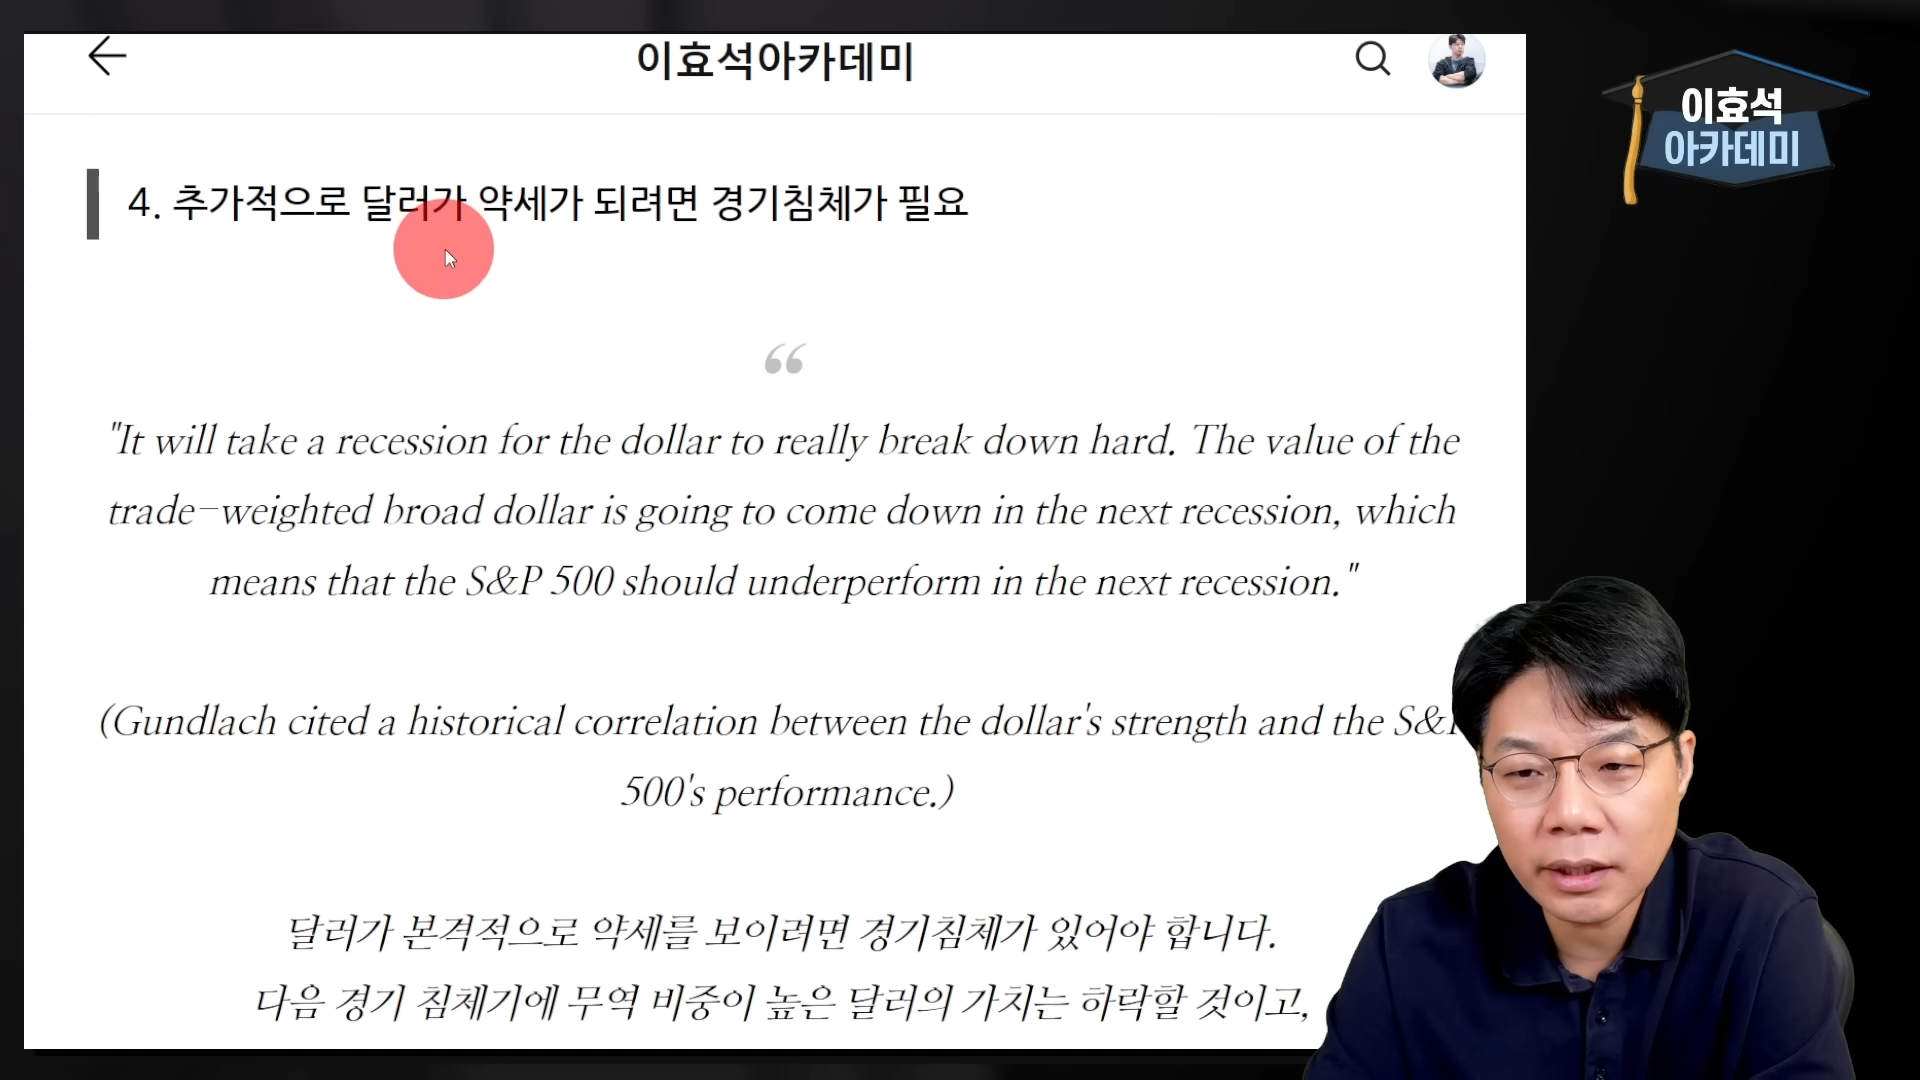 이효석아카데미
이효석
아카데미
4. 추가적으로 달러가 약세가 되려면 경기침체가 필요
“
"It will take a recession for the dollar to really break down hard. The value of the
trade-weighted broad dollar is going to come down in the next recession, which
means that the S&P 500 should underperform in the next recession."
(Gundlach cited a historical correlation between the dollar's strength and the S&P
500's performance.)
달러가 본격적으로 약세를 보이려면 경기침체가 있어야 합니다.
다음 경기 침체기에 무역 비중이 높은 달러의 가치는 하락할 것이고,